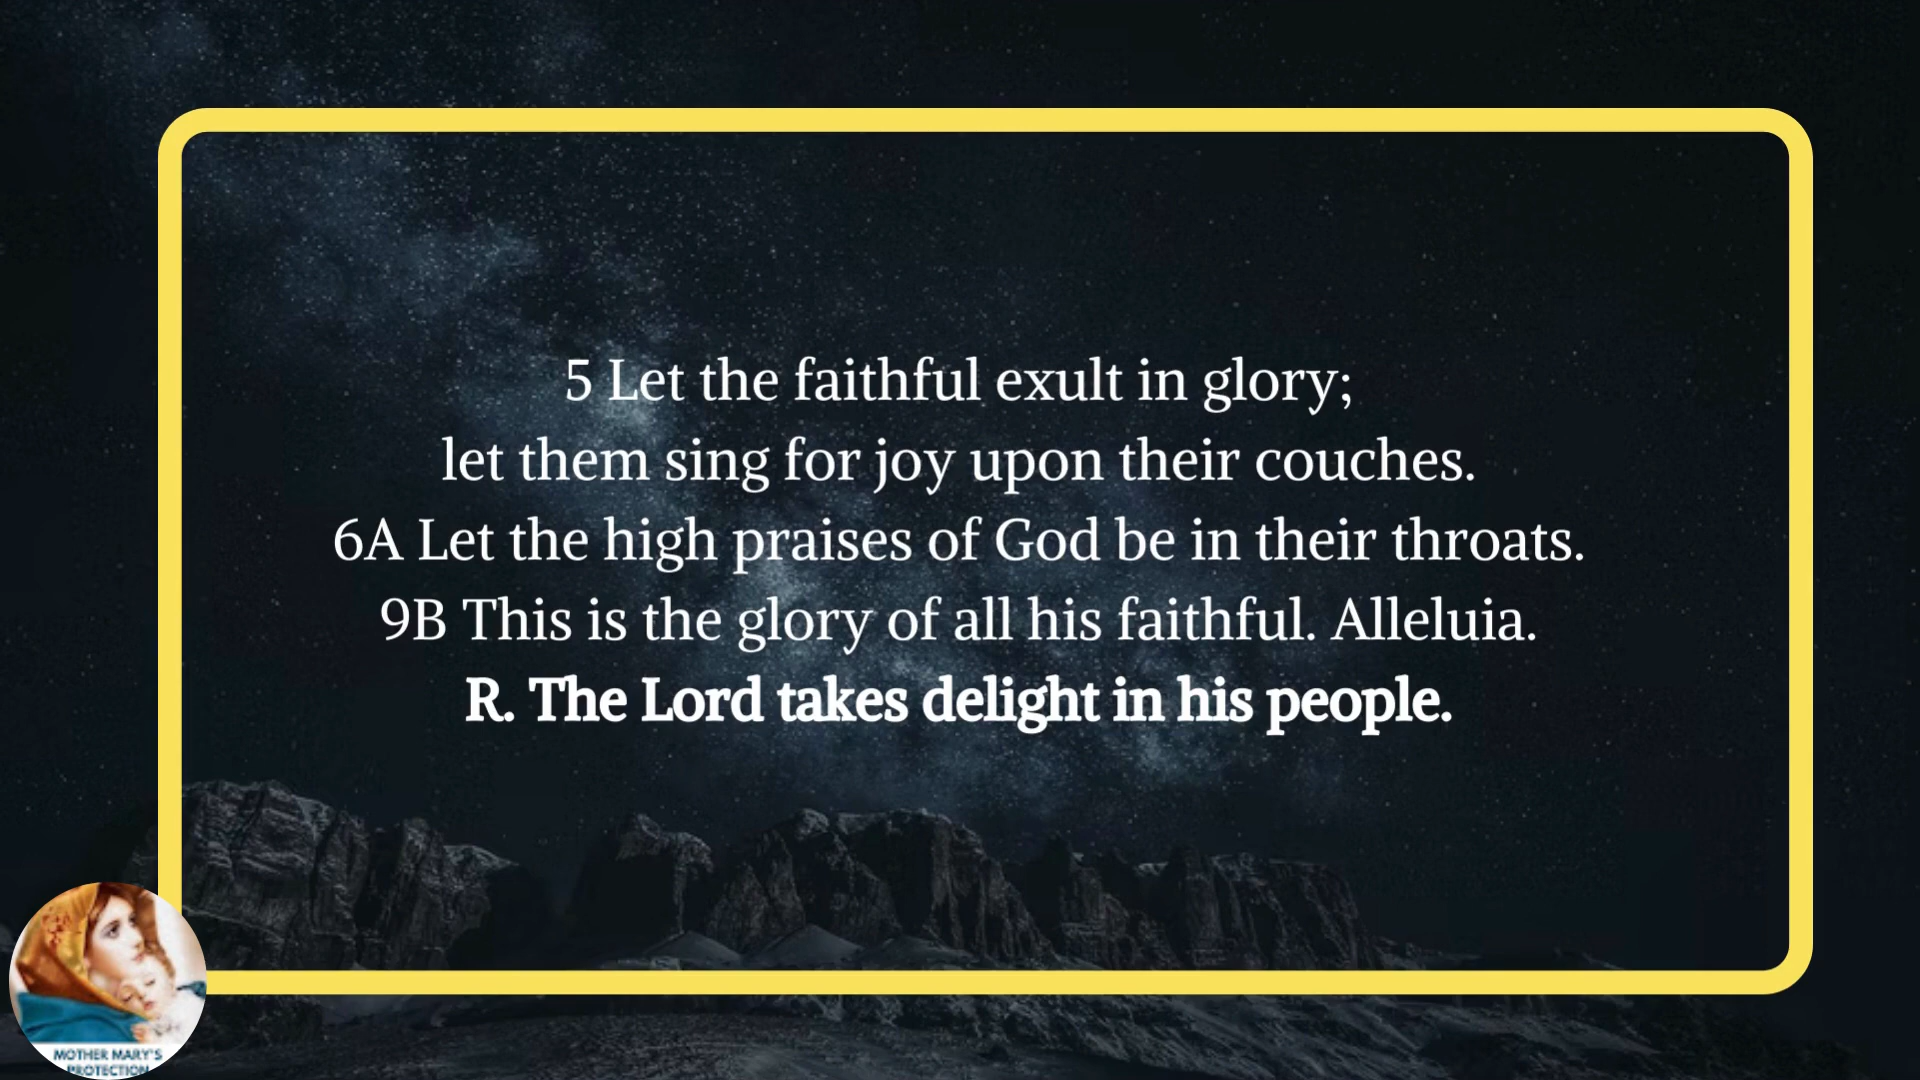 5 Let the faithful exult in glory;
let them sing for joy upon their couches.
6A Let the high praises of God be in their throats.
9B This is the glory of all his faithful. Alleluia.
R. The Lord takes delight in his people.
MOTHER MARY'S
PROTECTION